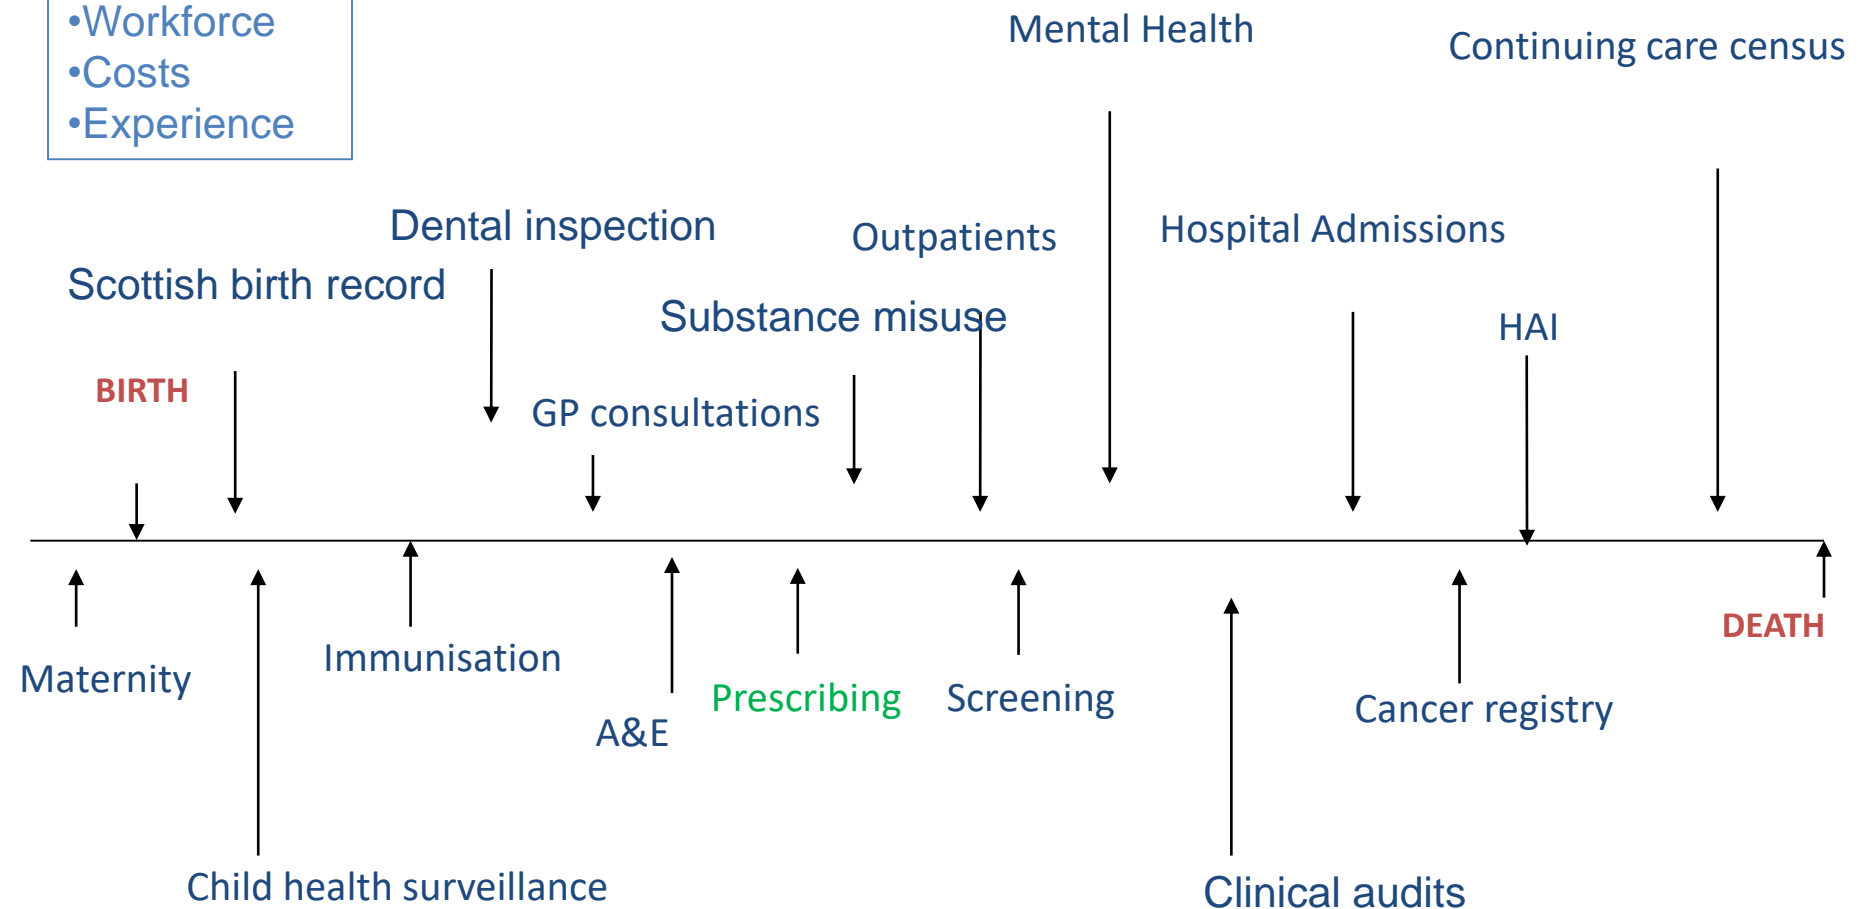 •Workforce
•Costs
•Experience
Mental Health
Continuing care census
Dental inspection
Outpatients
Hospital Admissions
Scottish birth record
Substance misuse
HAI
BIRTH
GP consultations
DEATH
Maternity
Immunisation
Prescribing
Screening
Cancer registry
A&E
Child health surveillance
Clinical audits